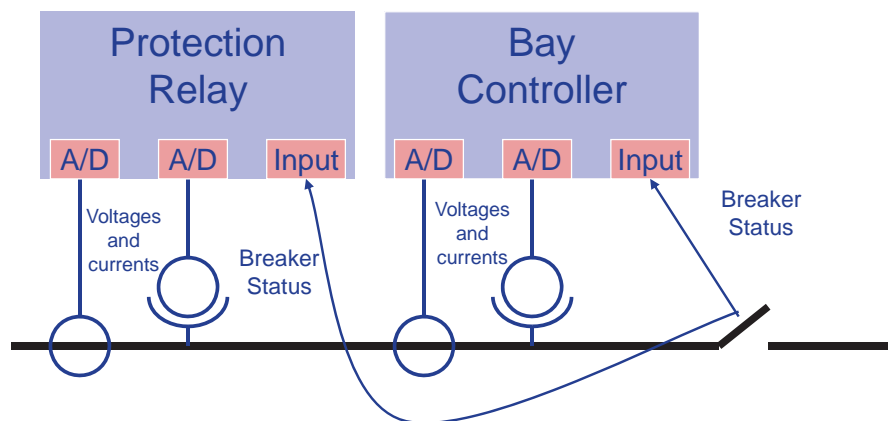 Protection
Relay
A/D
A/D
Input
Voltages
and
currents
Breaker
Status
Bay
Controller
A/D
A/D
Input
Voltages
and
currents
Breaker
Status